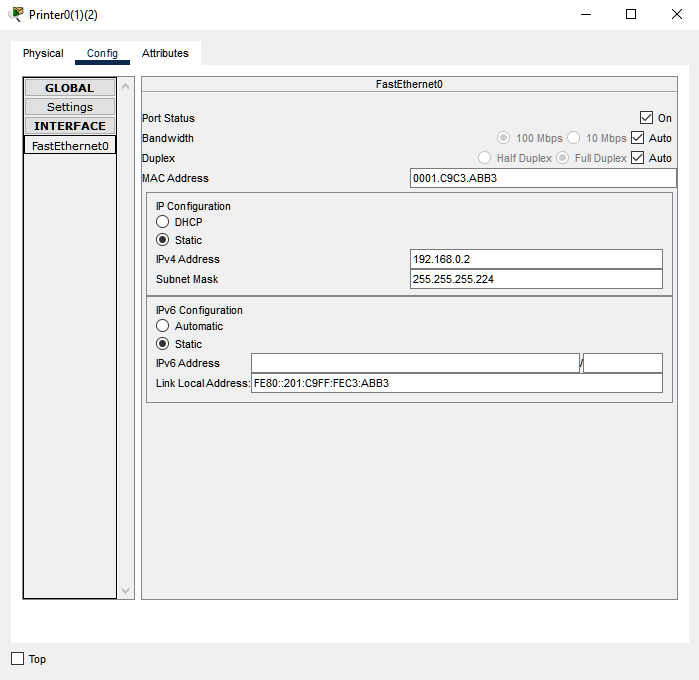 Printer0(1)(2)
Physical Config Attributes
GLOBAL
Settings
INTERFACE
FastEthernet0
FastEthernet0
Port Status On
Bandwidth 100 Mbps 10 Mbps Auto
Duplex Half Duplex Full Duplex Auto
MAC Address 0001.C9C3.ABB3
IP Configuration
DHCP
Static
IPv4 Address 192.168.0.2
Subnet Mask 255.255.255.224
IPv6 Configuration
Automatic
Static
IPv6 Address /
Link Local Address: FE80::201:C9FF:FEC3:ABB3
Top